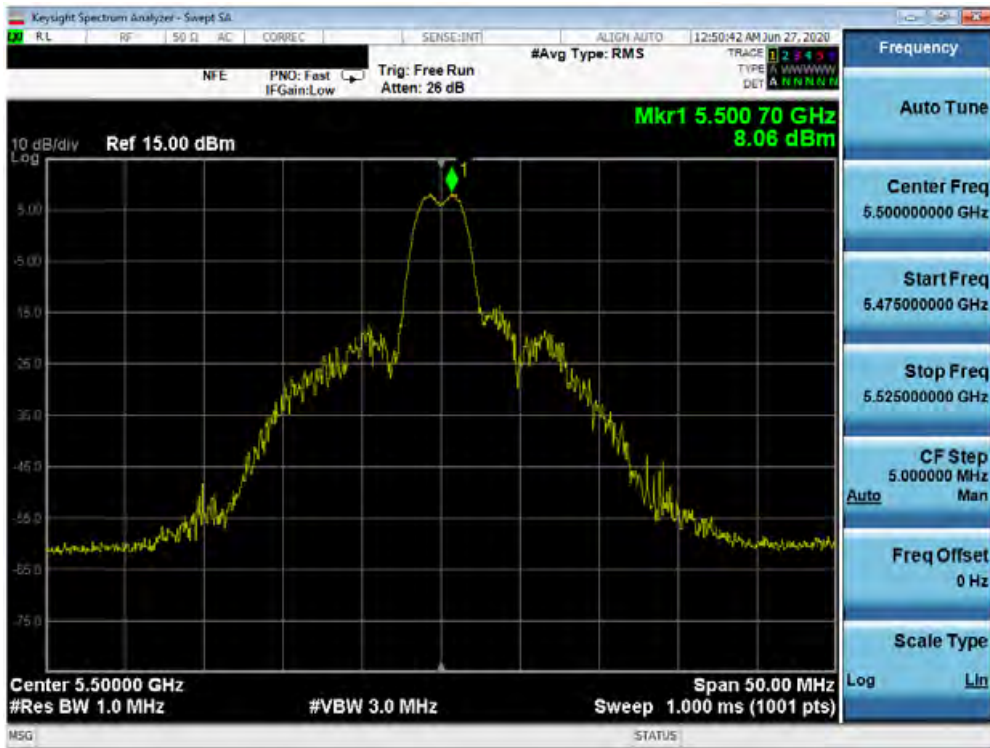 Keysight Spectrum Analyzer - Swept SA
LXI RL RF 50 Ω AC CORREC SENSE:INT ALIGN AUTO 12:50:42 AM Jun 27, 2020
#Avg Type: RMS
TRACE 1 2 3 4 5 6
NFE PNO: Fast Trig: Free Run TYPE A WWWWW
IFGain:Low Atten: 26 dB DET A N N N N N
Mkr1 5.500 70 GHz
8.06 dBm
10 dB/div Ref 15.00 dBm
Log
1
5.00
-5.00
-15.0
-25.0
-35.0
-45.0
-55.0
-65.0
-75.0
Center 5.50000 GHz Span 50.00 MHz
#Res BW 1.0 MHz #VBW 3.0 MHz Sweep 1.000 ms (1001 pts)
MSG STATUS
Frequency
Auto Tune
Center Freq
5.500000000 GHz
Start Freq
5.475000000 GHz
Stop Freq
5.525000000 GHz
CF Step
5.000000 MHz
Auto Man
Freq Offset
0 Hz
Scale Type
Log Lin